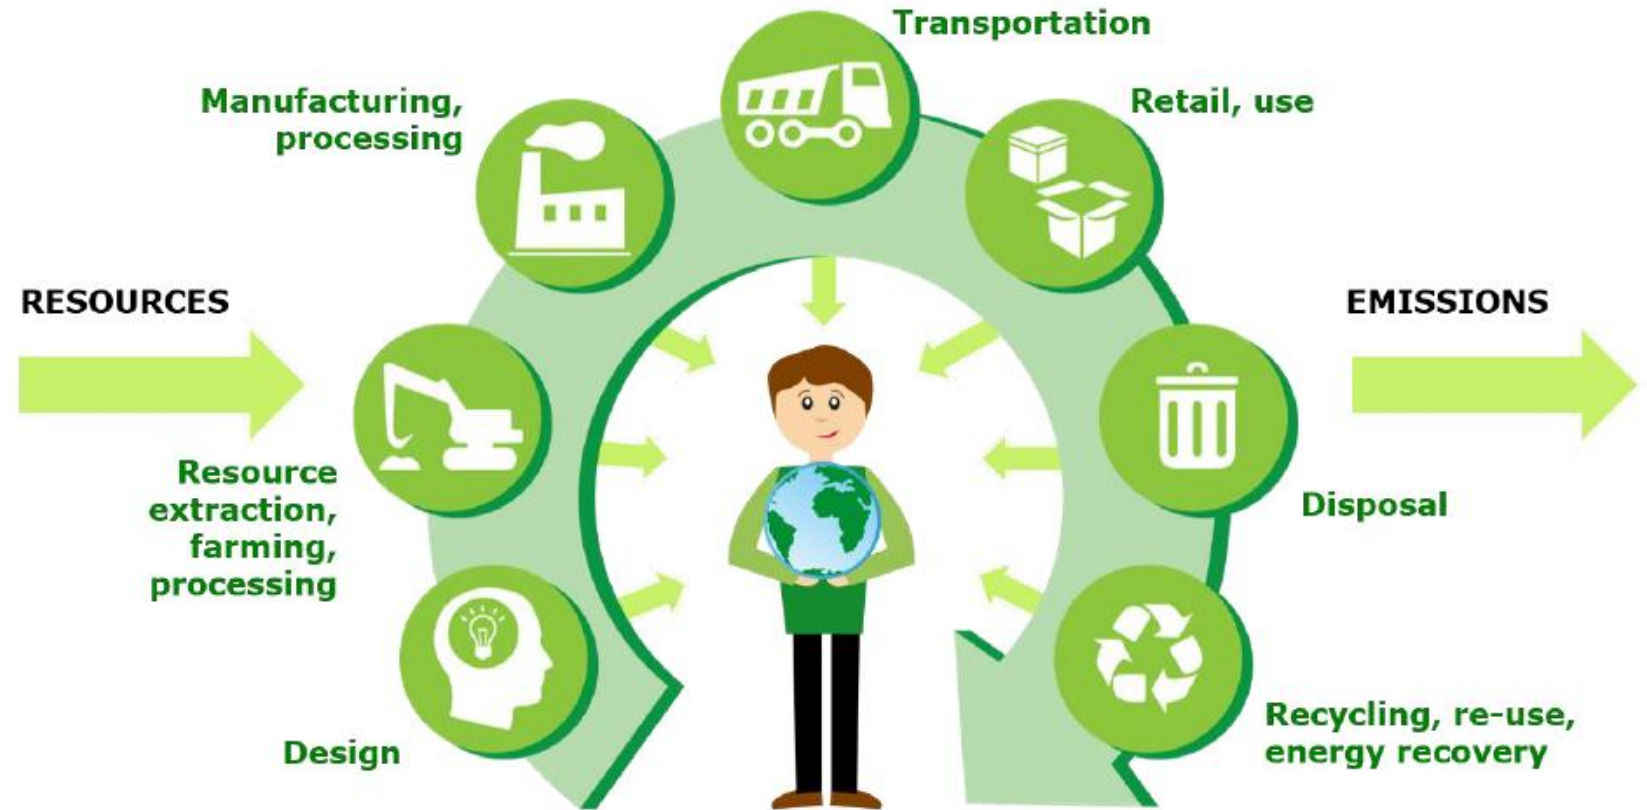 Transportation
Manufacturing,
processing
Retail, use
RESOURCES
EMISSIONS
Resource
extraction,
farming,
processing
Disposal
Design
Recycling, re-use,
energy recovery